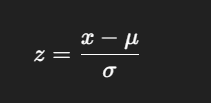 z = (x − μ) / σ